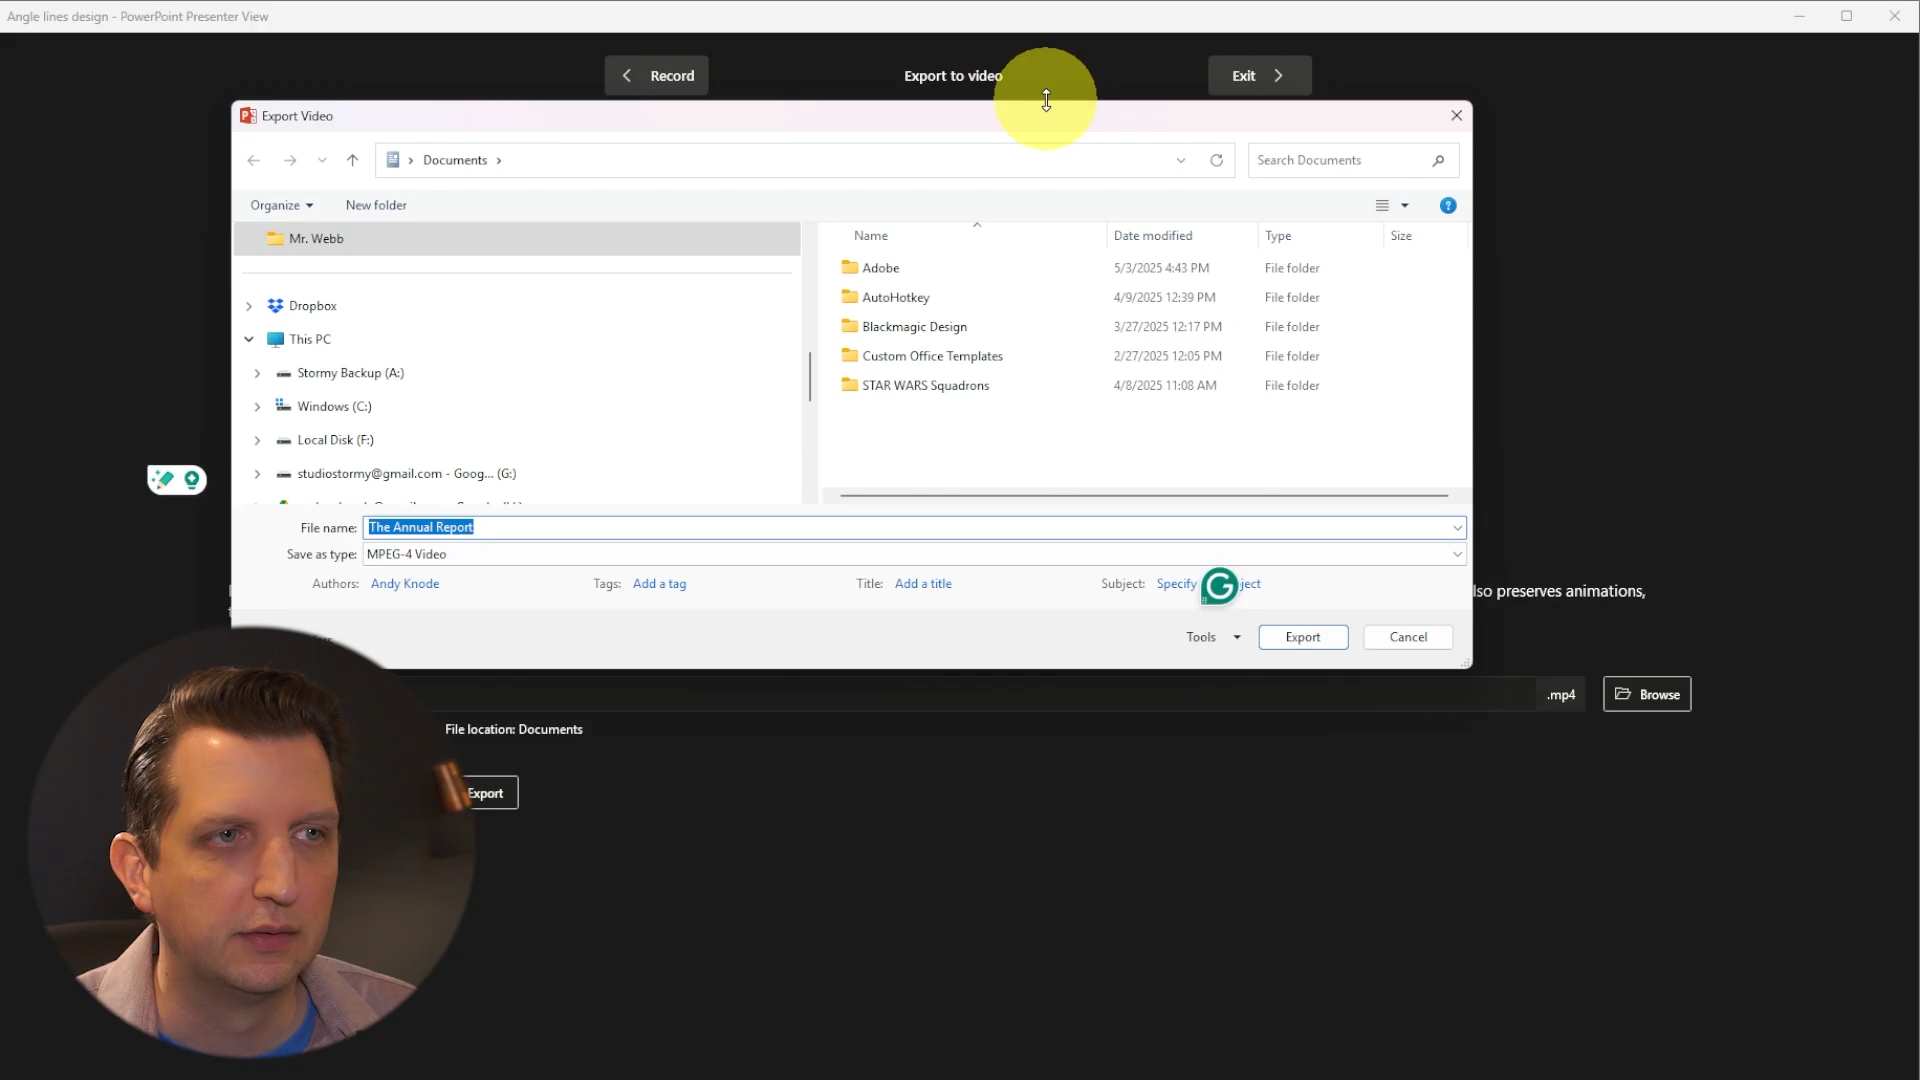 Angle lines design - PowerPoint Presenter View
Record
Export to video
Exit
Export Video
Documents
Search Documents
Organize
New folder
Name
Date modified
Type
Size
Mr. Webb
Adobe
5/3/2025 4:43 PM
File folder
Dropbox
AutoHotkey
4/9/2025 12:39 PM
File folder
This PC
Blackmagic Design
3/27/2025 12:17 PM
File folder
Stormy Backup (A:)
Custom Office Templates
2/27/2025 12:05 PM
File folder
Windows (C:)
STAR WARS Squadrons
4/8/2025 11:08 AM
File folder
Local Disk (F:)
studiostormy@gmail.com - Goog... (G:)
File name: The Annual Report
Save as type: MPEG-4 Video
Authors: Andy Knode
Tags: Add a tag
Title: Add a title
Subject: Specify
lso preserves animations,
Tools
Export
Cancel
.mp4
Browse
File location: Documents
Export